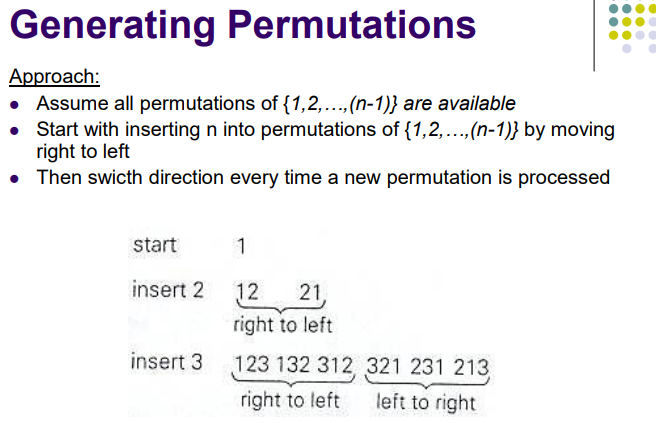 Generating Permutations
Approach:
● Assume all permutations of {1,2,…,(n-1)} are available
● Start with inserting n into permutations of {1,2,…,(n-1)} by moving
right to left
● Then swicth direction every time a new permutation is processed
start 1
insert 2 12 21
right to left
insert 3 123 132 312 321 231 213
right to left left to right